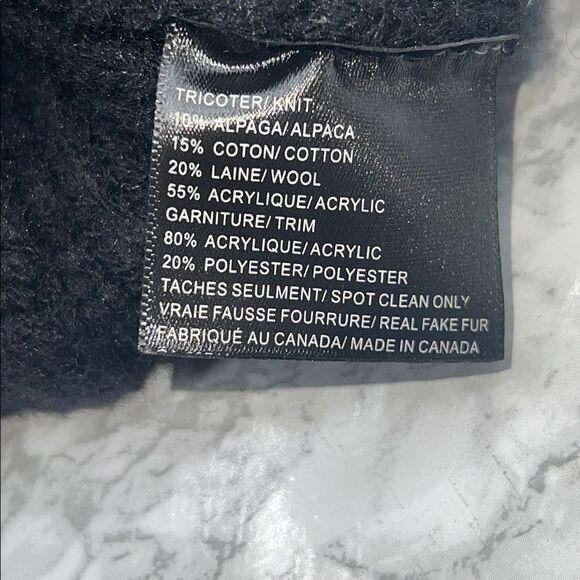 TRICOTER/ KNIT
10% ALPAGA/ ALPACA
15% COTON/ COTTON
20% LAINE/ WOOL
55% ACRYLIQUE/ ACRYLIC
GARNITURE/ TRIM
80% ACRYLIQUE/ ACRYLIC
20% POLYESTER/ POLYESTER
TACHES SEULMENT/ SPOT CLEAN ONLY
VRAIE FAUSSE FOURRURE/ REAL FAKE FUR
FABRIQUÉ AU CANADA/ MADE IN CANADA